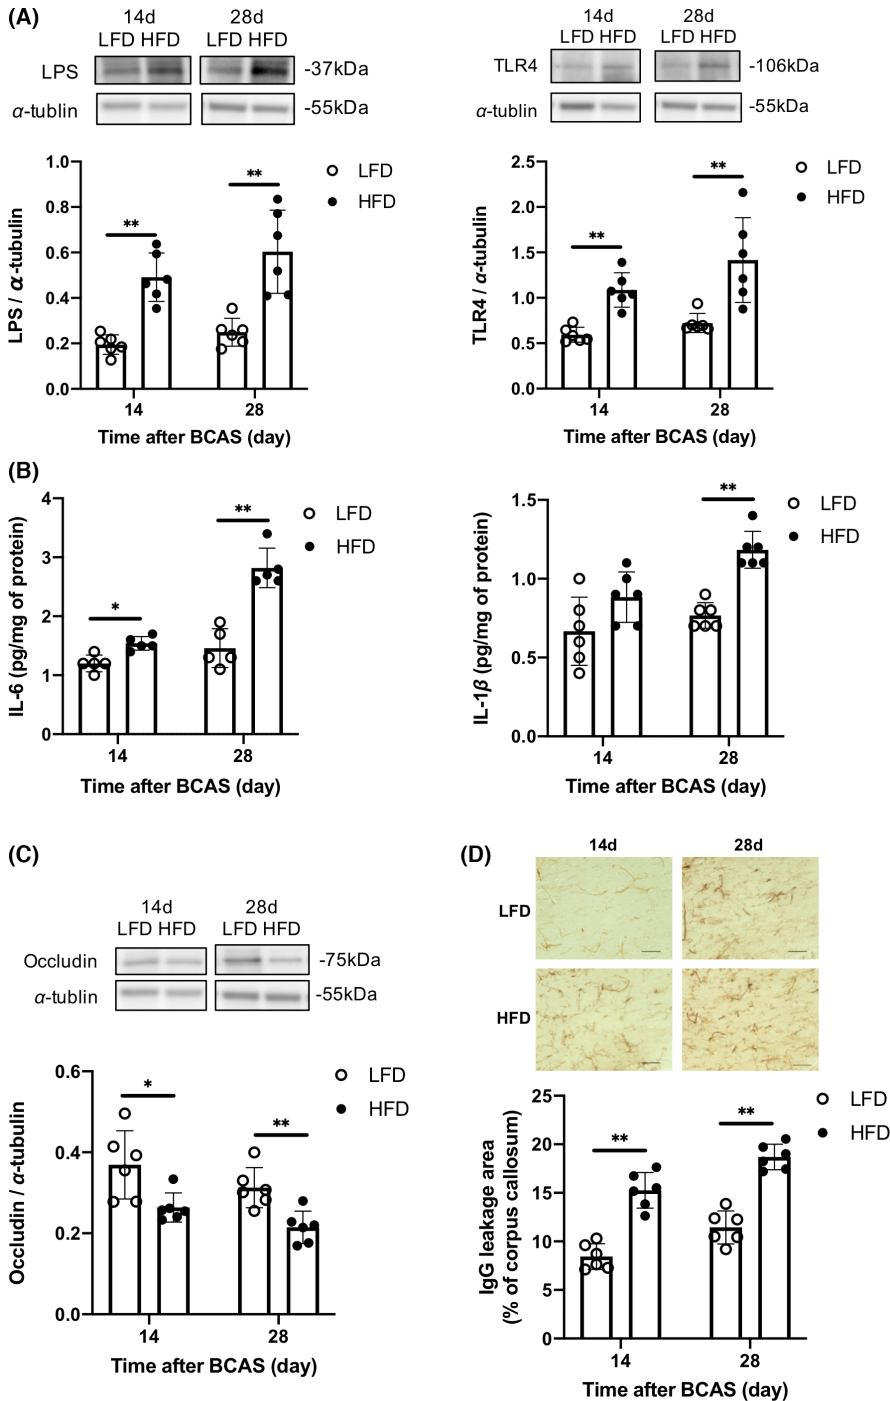 (A)
14d 28d
LFD HFD LFD HFD
LPS -37kDa
α-tublin -55kDa
14d 28d
LFD HFD LFD HFD
TLR4 -106kDa
α-tublin -55kDa
**
**
LFD
HFD
1.0
0.8
0.6
0.4
0.2
0.0
LPS / α-tubulin
14 28
Time after BCAS (day)
**
**
LFD
HFD
2.5
2.0
1.5
1.0
0.5
0.0
TLR4 / α-tubulin
14 28
Time after BCAS (day)
(B)
*
**
LFD
HFD
4
3
2
1
0
IL-6 (pg/mg of protein)
14 28
Time after BCAS (day)
**
LFD
HFD
1.5
1.0
0.5
0.0
IL-1β (pg/mg of protein)
14 28
Time after BCAS (day)
(C)
14d 28d
LFD HFD LFD HFD
Occludin -75kDa
α-tublin -55kDa
*
**
LFD
HFD
0.6
0.4
0.2
0.0
Occludin / α-tubulin
14 28
Time after BCAS (day)
(D)
14d 28d
LFD
HFD
**
**
LFD
HFD
25
20
15
10
5
0
IgG leakage area
(% of corpus callosum)
14 28
Time after BCAS (day)